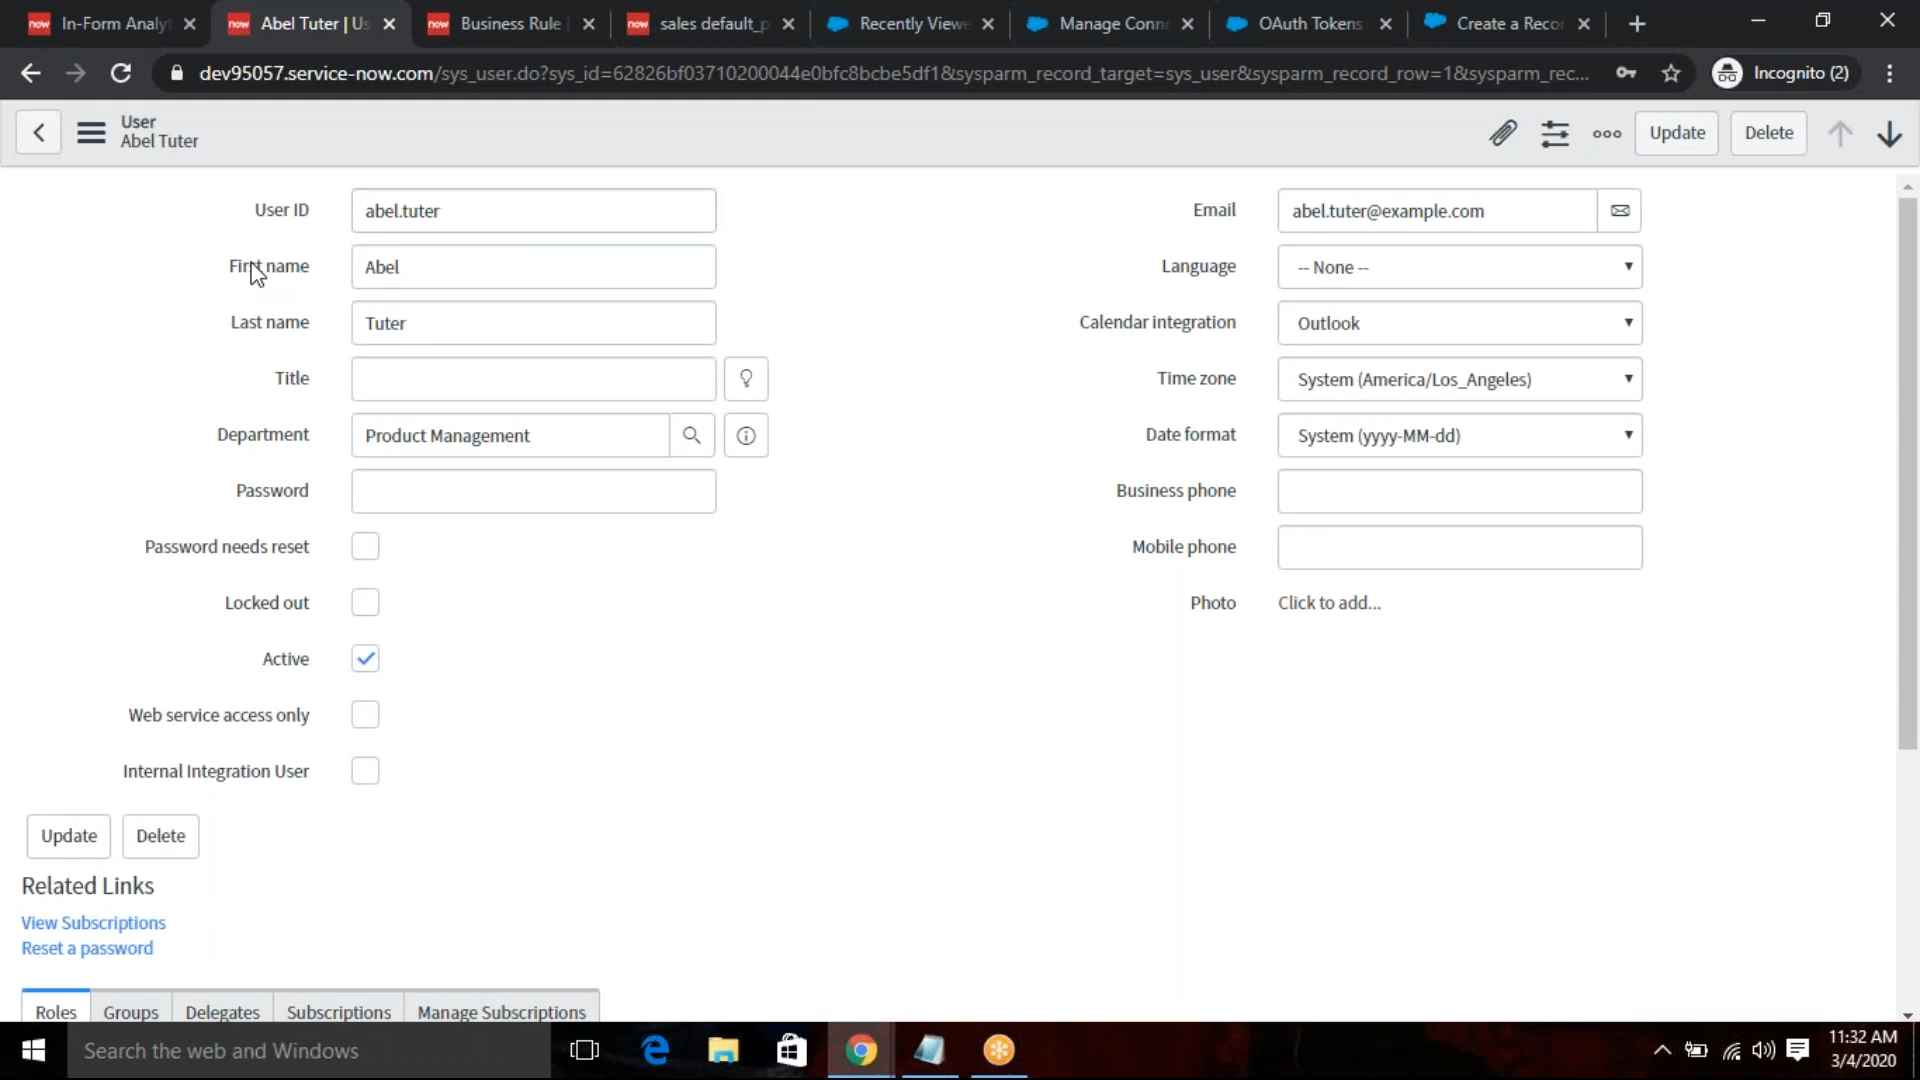 now In-Form Analy
now Abel Tuter | Us
now Business Rule |
now sales default_p
Recently View
Manage Conn
OAuth Tokens
Create a Recor
dev95057.service-now.com/sys_user.do?sys_id=62826bf03710200044e0bfc8bcbe5df1&sysparm_record_target=sys_user&sysparm_record_row=1&sysparm_rec...
Incognito (2)
User
Abel Tuter
Update
Delete
User ID
abel.tuter
First name
Abel
Last name
Tuter
Title
Department
Product Management
Password
Password needs reset
Locked out
Active
Web service access only
Internal Integration User
Email
abel.tuter@example.com
Language
-- None --
Calendar integration
Outlook
Time zone
System (America/Los_Angeles)
Date format
System (yyyy-MM-dd)
Business phone
Mobile phone
Photo
Click to add...
Update
Delete
Related Links
View Subscriptions
Reset a password
Roles
Groups
Delegates
Subscriptions
Manage Subscriptions
Search the web and Windows
11:32 AM
3/4/2020